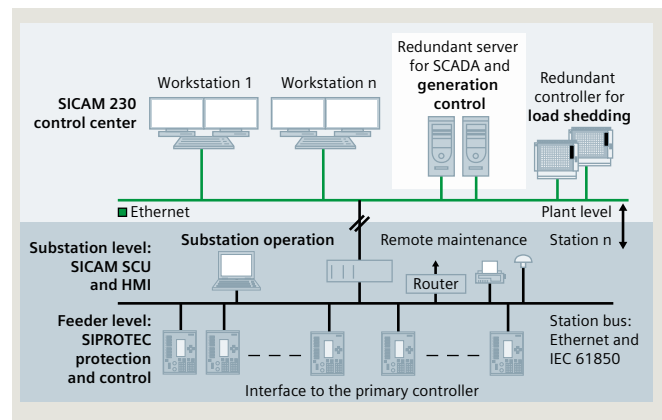 Redundant server
for SCADA and
generation
control
Workstation 1
Workstation n
Redundant
controller for
load shedding
SICAM 230
control center
Ethernet
Plant level
Substation level:
SICAM SCU
and HMI
Substation operation
Remote maintenance
Station n
Router
Feeder level:
SIPROTEC
protection
and control
Station bus:
Ethernet and
IEC 61850
Interface to the primary controller